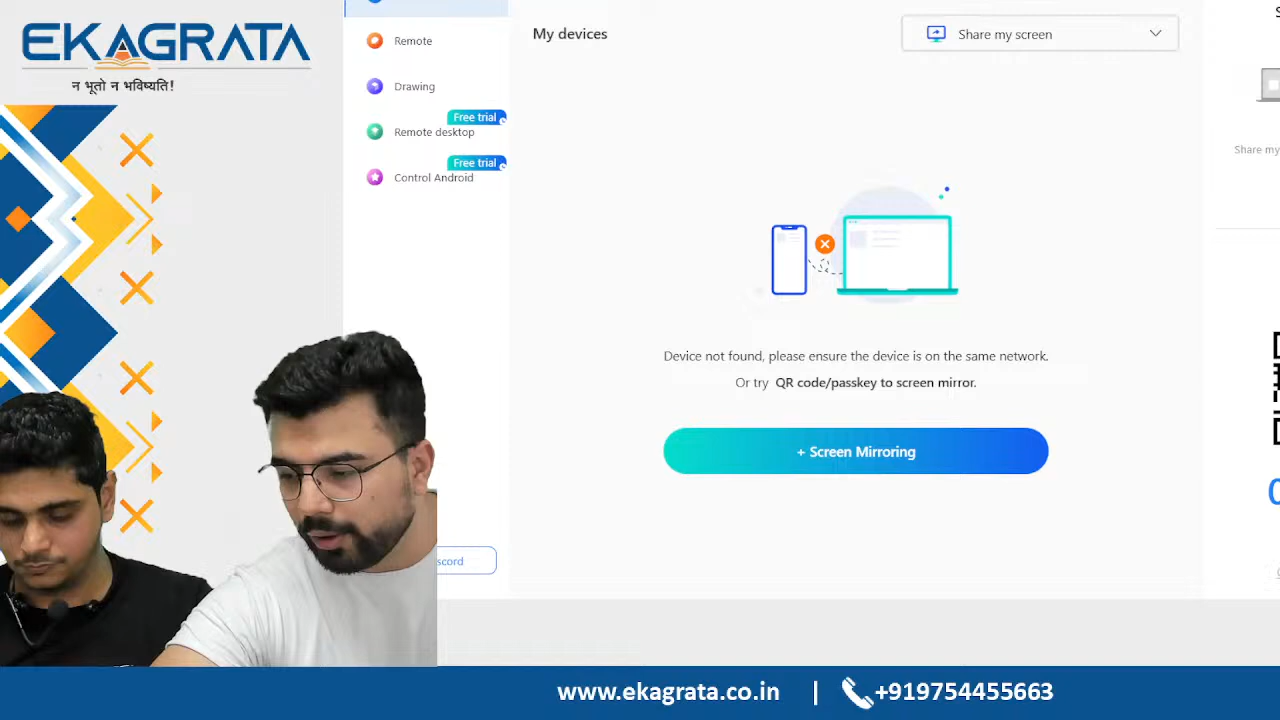 EKAGRATA
न भूतो न भविष्यति!
Remote
Drawing
Free trial
Remote desktop
Free trial
Control Android
My devices
Share my screen
Share my
Device not found, please ensure the device is on the same network.
Or try QR code/passkey to screen mirror.
+ Screen Mirroring
scord
www.ekagrata.co.in | +919754455663